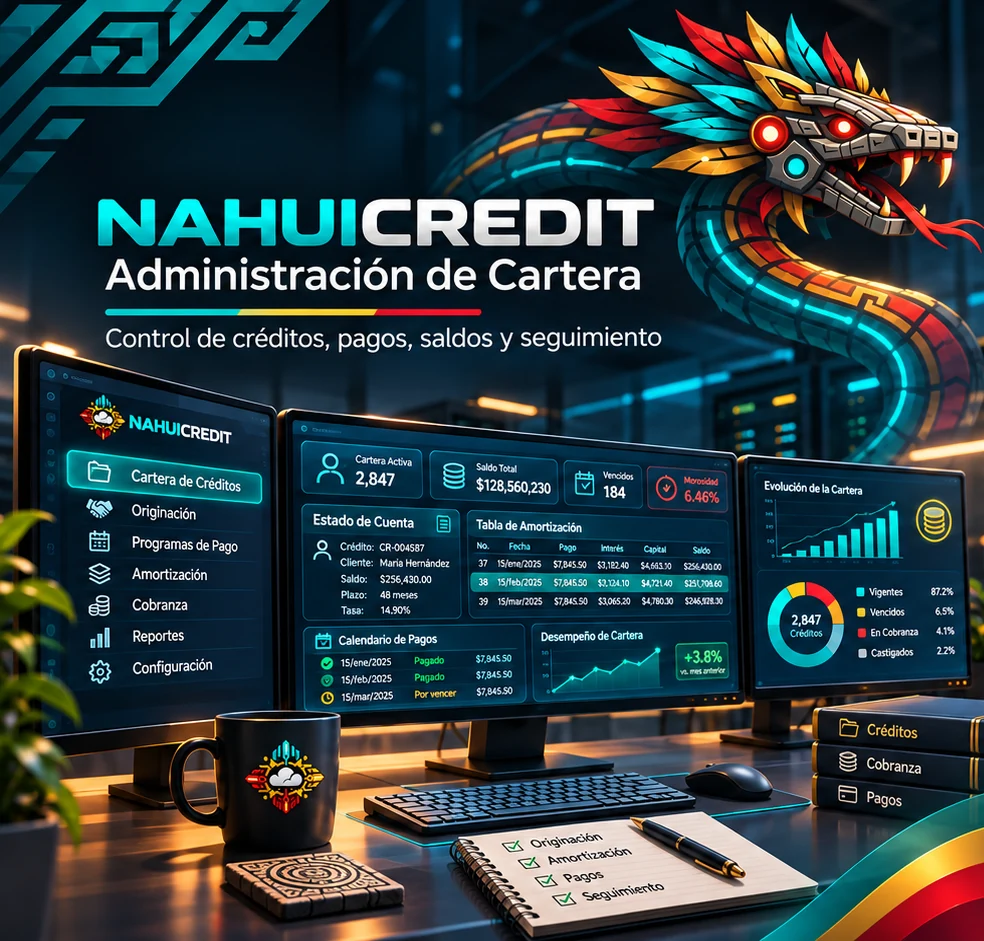 NAHUICREDIT
Administración de Cartera
Control de créditos, pagos, saldos y seguimiento
NAHUICREDIT
Cartera de Créditos
Originación
Programas de Pago
Amortización
Cobranza
Reportes
Configuración
Cartera Activa
2,847
Saldo Total
$128,560,230
Vencidos
184
Morosidad
6.46%
Estado de Cuenta
Crédito: CR-004587
Cliente: María Hernández
Saldo: $256,430.00
Plazo: 48 meses
Tasa: 14.90%
Tabla de Amortización
No. Fecha Pago Interés Capital Saldo
37 15/ene/2025 $7,845.50 $3,182.40 $4,663.10 $256,430.00
38 15/feb/2025 $7,845.50 $3,124.10 $4,721.40 $251,708.60
39 15/mar/2025 $7,845.50 $3,065.20 $4,780.30 $246,928.30
Calendario de Pagos
15/ene/2025 Pagado $7,845.50
15/feb/2025 Pagado $7,845.50
15/mar/2025 Por vencer $7,845.50
Desempeño de Cartera
+3.8%
vs. mes anterior
Evolución de la Cartera
2,847
Créditos
Vigentes 87.2%
Vencidos 6.5%
En Cobranza 4.1%
Castigados 2.2%
Créditos
Cobranza
Pagos
Originación
Amortización
Pagos
Seguimiento